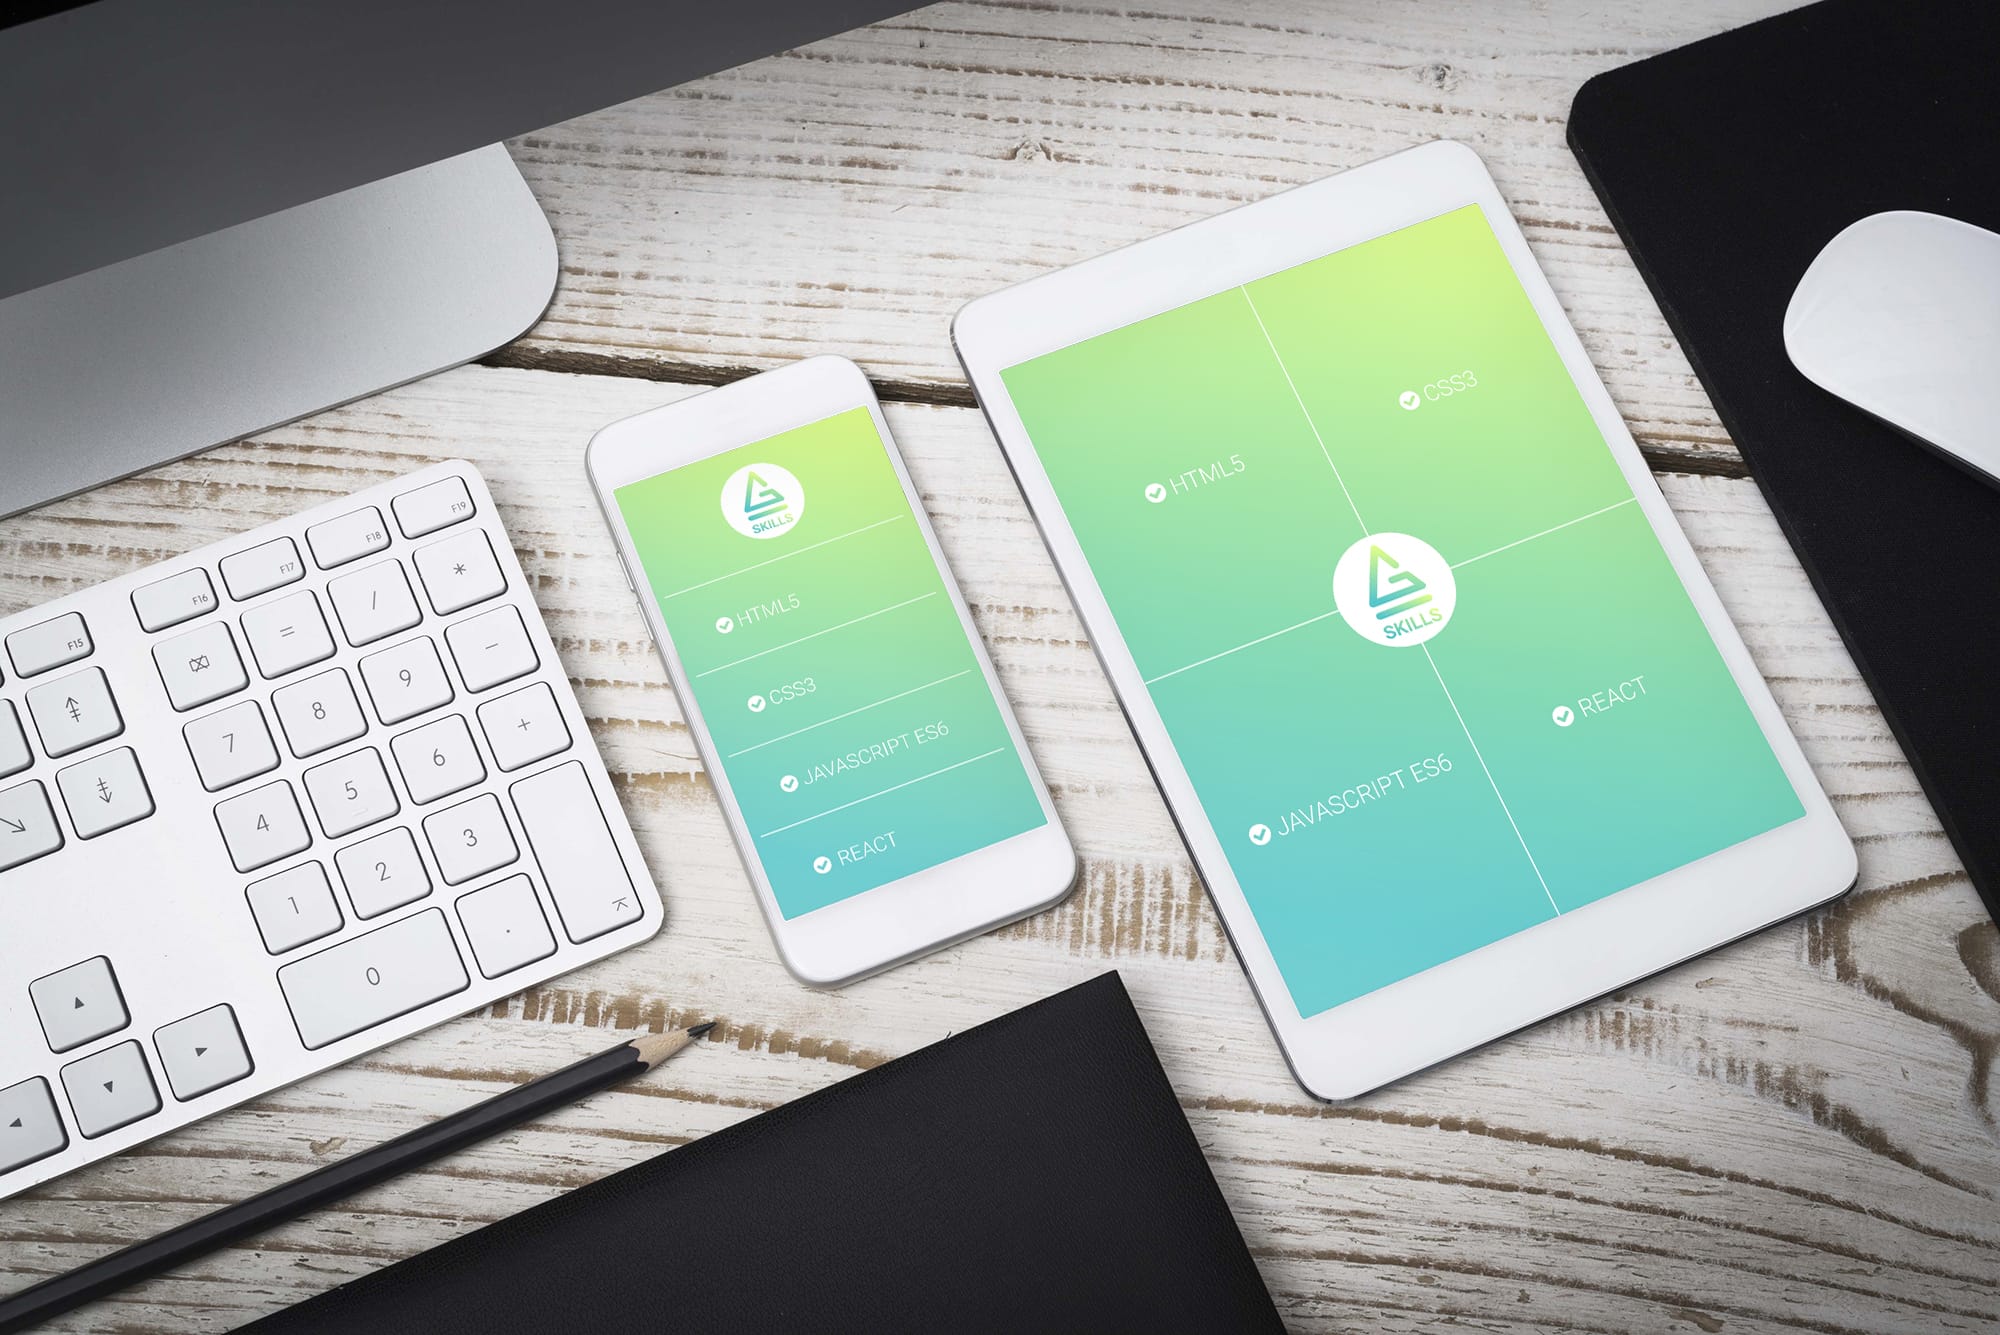 F15
F16
F17
F18
F19
=
/
*
7
8
9
−
4
5
6
+
1
2
3
0
.
SKILLS
HTML5
CSS3
JAVASCRIPT ES6
REACT
HTML5
CSS3
SKILLS
JAVASCRIPT ES6
REACT